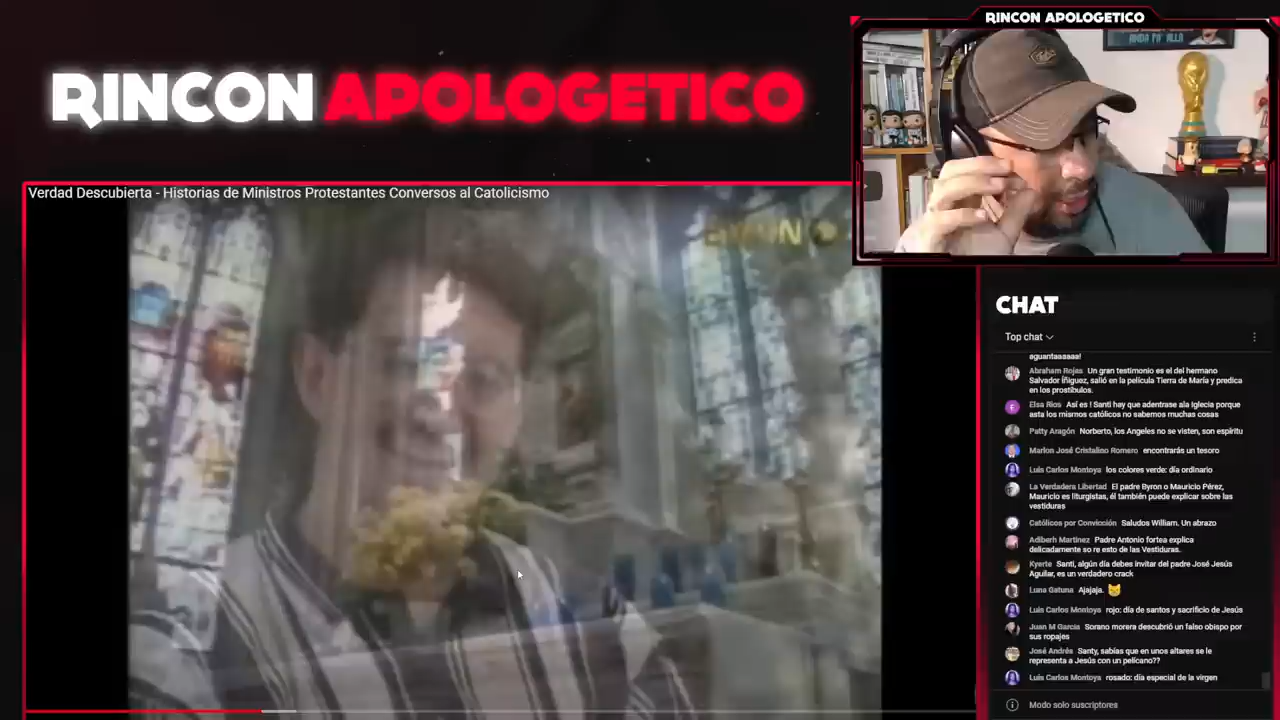 RINCON APOLOGETICO
ANDA PA' ALLA
RINCON APOLOGETICO
Verdad Descubierta - Historias de Ministros Protestantes Conversos al Catolicismo
CHAT
Top chat
aguantaaaaa!
Abraham Rojas Un gran testimonio es el del hermano
Salvador Íñiguez, salió en la película Tierra de María y predica
en los prostíbulos.
Elsa Rios Así es ! Santi hay que adentrase ala Iglesia porque
asta los mismos católicos no sabemos muchas cosas
Patty Aragón Norberto, los Angeles no se visten, son espíritu
Marlon José Cristalino Romero encontrarás un tesoro
Luis Carlos Montoya los colores verde: día ordinario
La Verdadera Libertad El padre Byron o Mauricio Pérez,
Mauricio es liturgistas, él también puede explicar sobre las
vestiduras
Católicos por Convicción Saludos William. Un abrazo
Adiberh Martinez Padre Antonio fortea explica
delicadamente so re esto de las Vestiduras.
Kyerte Santi, algún día debes invitar del padre José Jesús
Aguilar, es un verdadero crack
Luna Gatuna Ajajaja.
Luis Carlos Montoya rojo: día de santos y sacrificio de Jesús
Juan M Garcia Sorano morera descubrió un falso obispo por
sus ropajes
José Andrés Santy, sabías que en unos altares se le
representa a Jesús con un pelícano??
Luis Carlos Montoya rosado: día especial de la virgen
Modo solo suscriptores